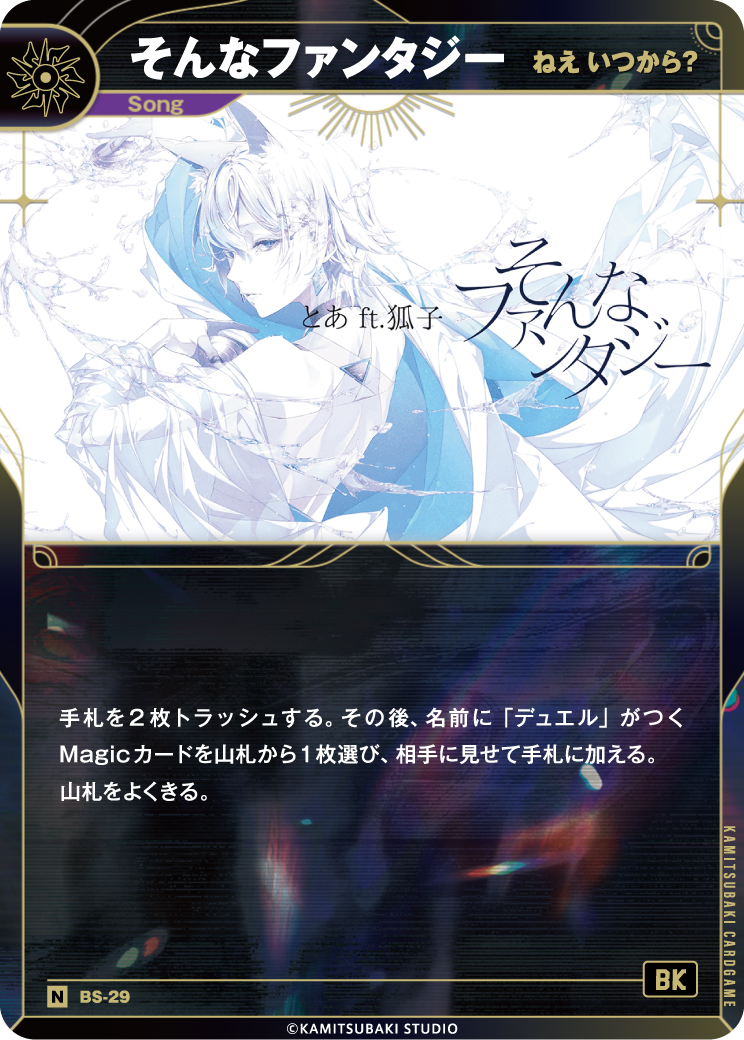 そんなファンタジー ねえ いつから?
Song
とあ ft.狐子
そんな
ファンタジー
手札を2枚トラッシュする。その後、名前に「デュエル」がつく
Magicカードを山札から1枚選び、相手に見せて手札に加える。
山札をよくきる。
KAMITSUBAKI CARDGAME
N BS-29
BK
©KAMITSUBAKI STUDIO